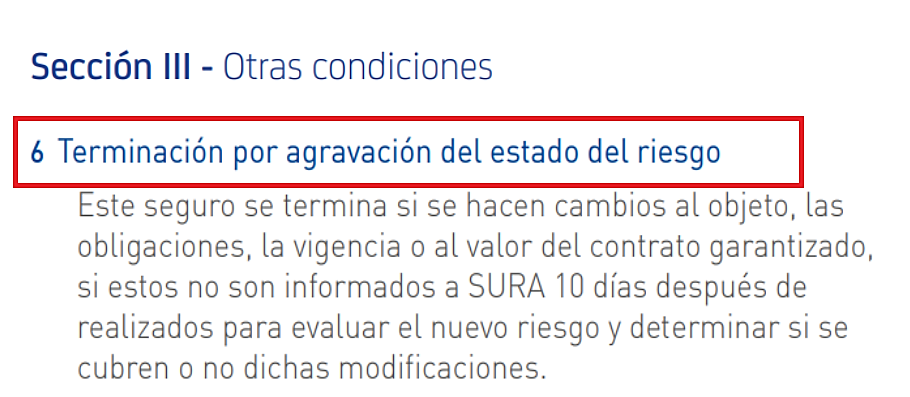 Sección III - Otras condiciones
6 Terminación por agravación del estado del riesgo
Este seguro se termina si se hacen cambios al objeto, las
obligaciones, la vigencia o al valor del contrato garantizado,
si estos no son informados a SURA 10 días después de
realizados para evaluar el nuevo riesgo y determinar si se
cubren o no dichas modificaciones.